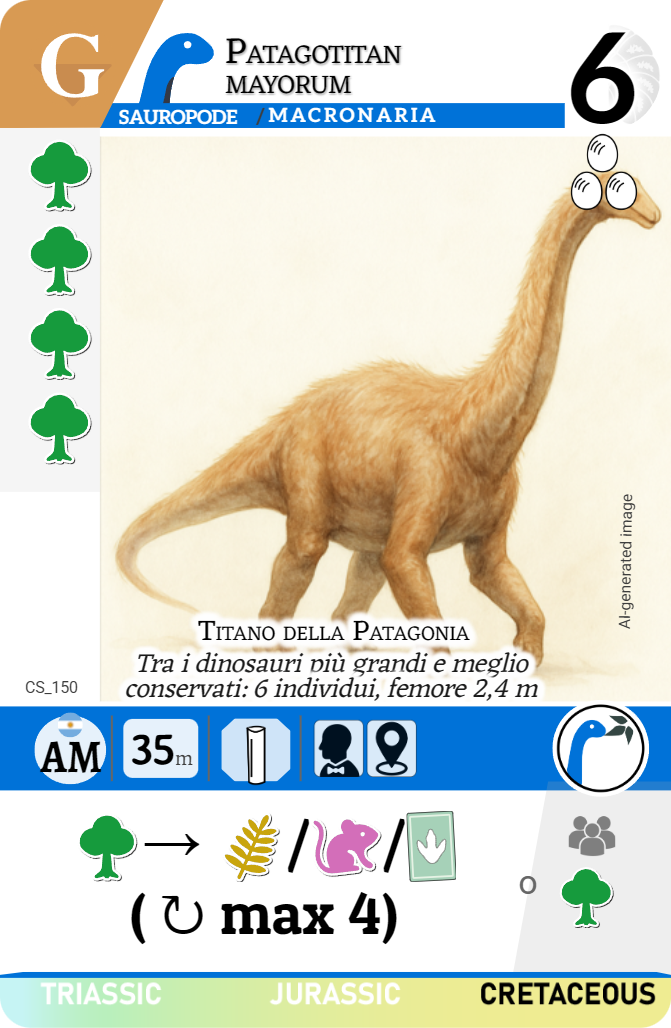 G
PATAGOTITAN
MAYORUM
6
SAUROPODE / MACRONARIA
AI-generated image
TITANO DELLA PATAGONIA
Tra i dinosauri più grandi e meglio
conservati: 6 individui, femore 2,4 m
CS_150
AM
35m
/ /
o
( ↻ max 4)
TRIASSIC JURASSIC CRETACEOUS